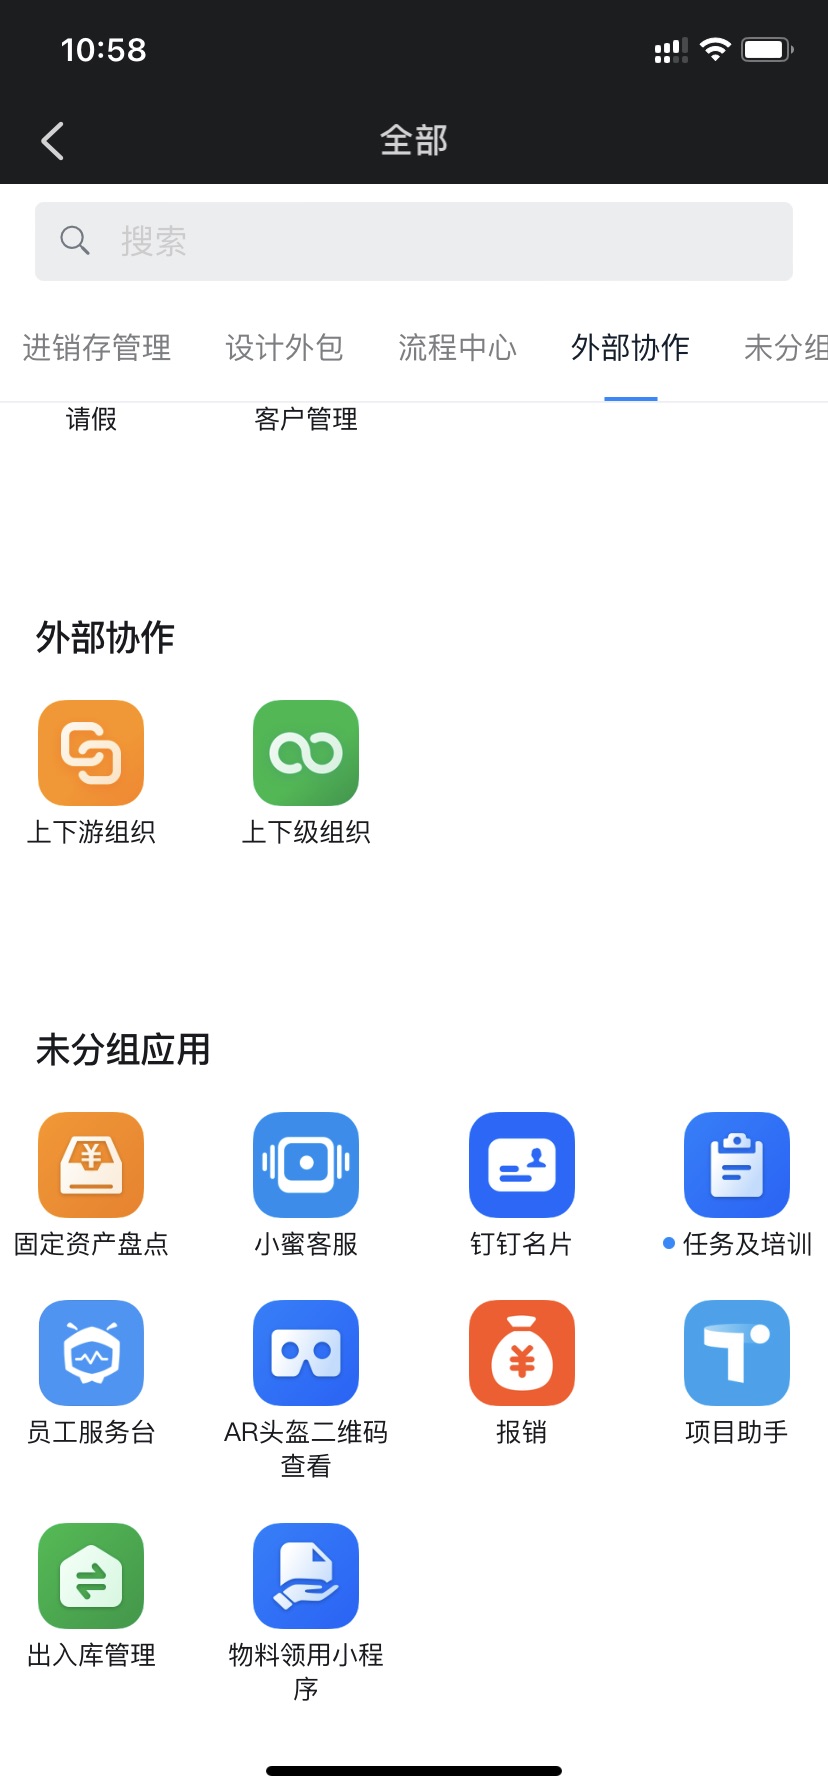 10:58
全部
搜索
进销存管理 设计外包 流程中心 外部协作 未分组
请假 客户管理
外部协作
上下游组织 上下级组织
未分组应用
固定资产盘点 小蜜客服 钉钉名片 任务及培训
员工服务台 AR头盔二维码 报销 项目助手
查看
出入库管理 物料领用小程
序